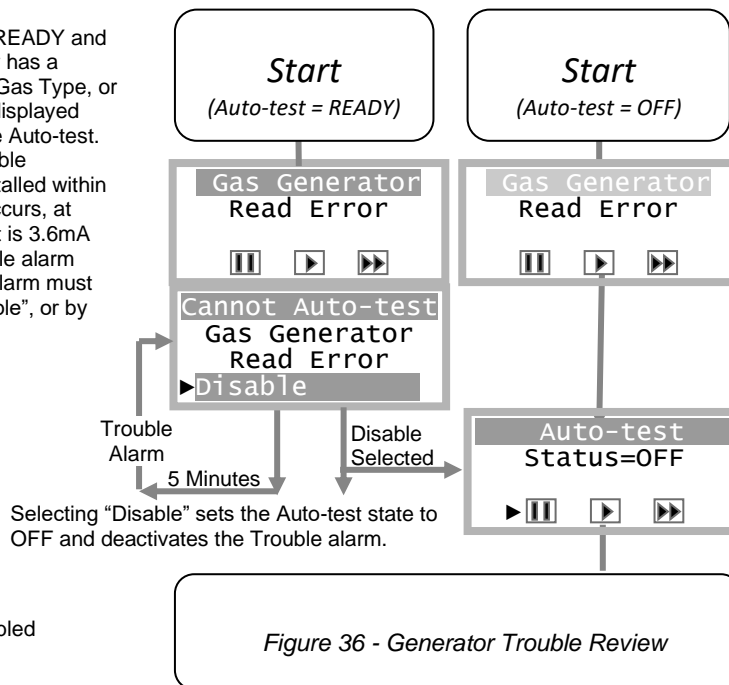 READY and
has a
Gas Type, or
displayed
Auto-test.
ble
talled within
ccurs, at
t is 3.6mA
le alarm
larm must
ble", or by
Start
(Auto-test = READY)
Gas Generator
Read Error
Cannot Auto-test
Gas Generator
Read Error
►Disable
Trouble
Alarm
5 Minutes
Disable
Selected
Start
(Auto-test = OFF)
Gas Generator
Read Error
Auto-test
Status=OFF
Selecting “Disable” sets the Auto-test state to
OFF and deactivates the Trouble alarm.
bled
Figure 36 - Generator Trouble Review